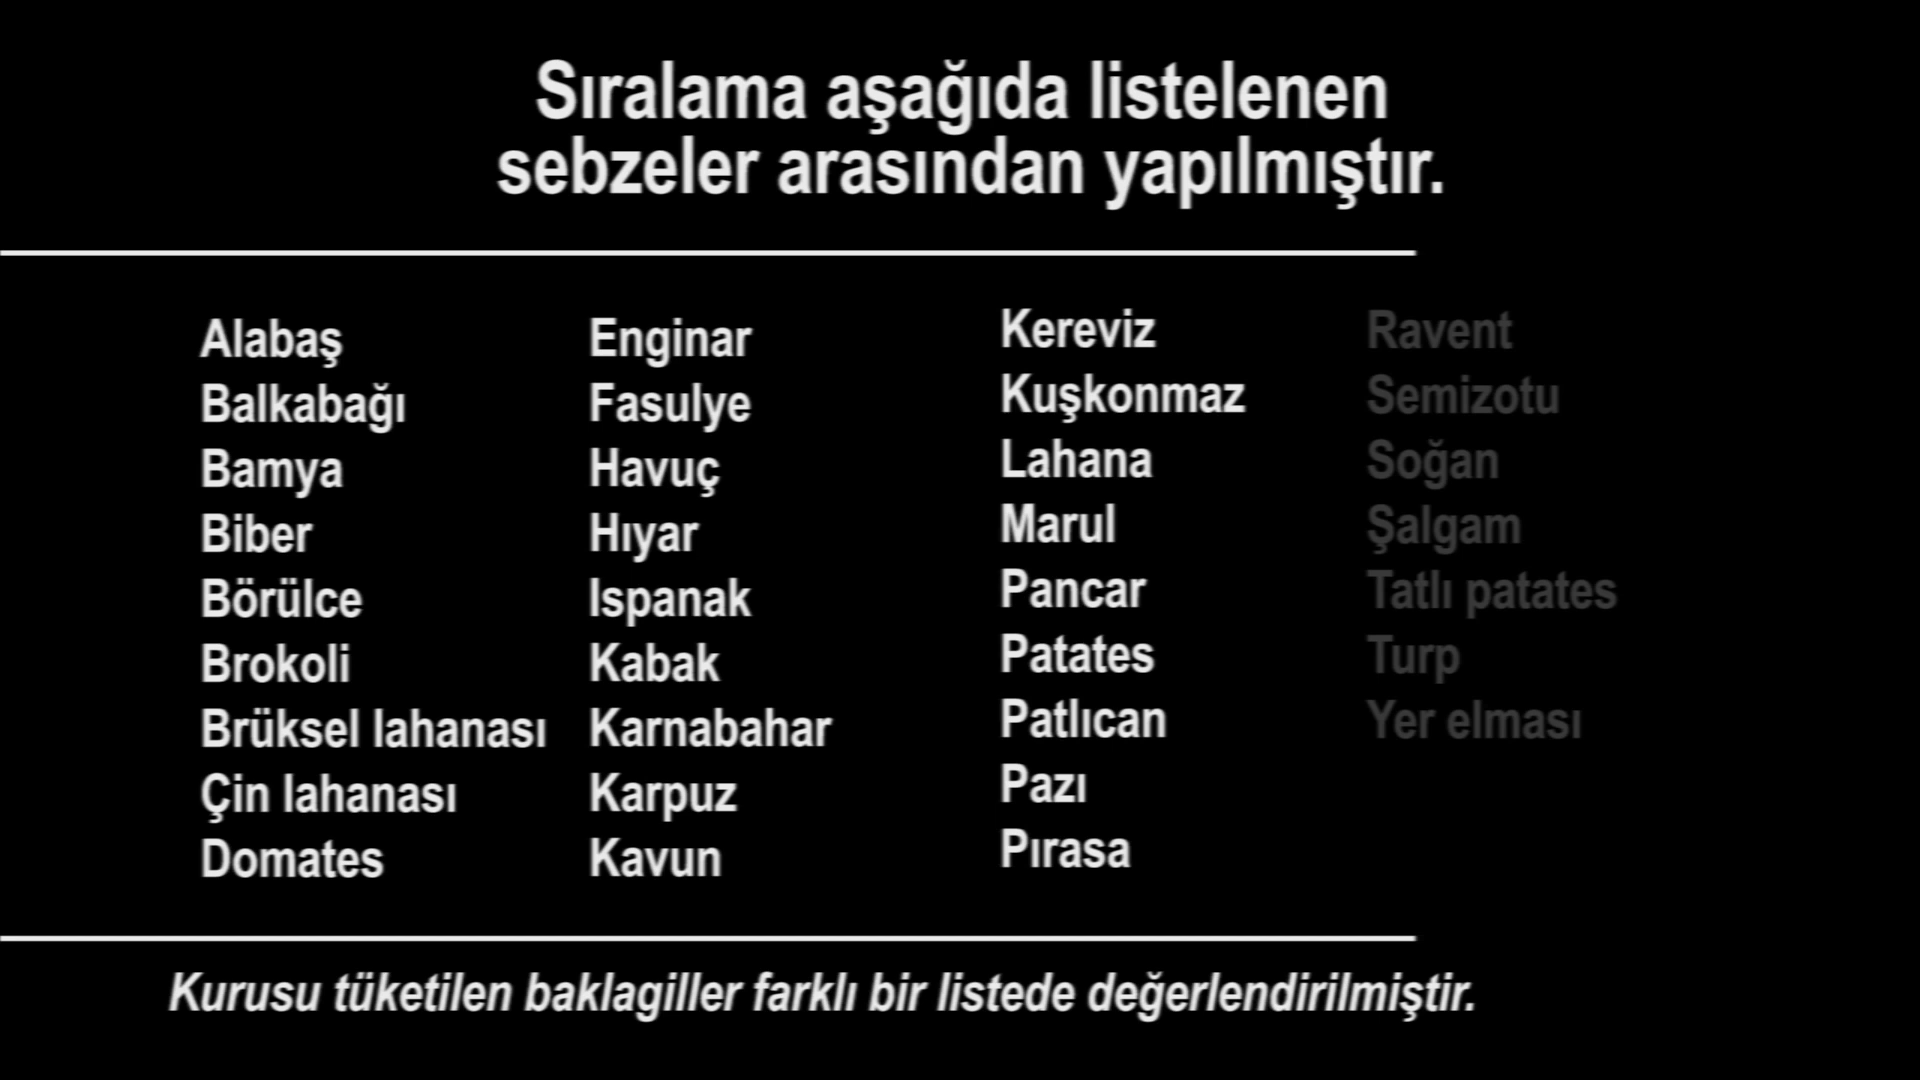 Sıralama aşağıda listelenen
sebzeler arasından yapılmıştır.
Alabaş
Balkabağı
Bamya
Biber
Börülce
Brokoli
Brüksel lahanası
Çin lahanası
Domates
Enginar
Fasulye
Havuç
Hıyar
Ispanak
Kabak
Karnabahar
Karpuz
Kavun
Kereviz
Kuşkonmaz
Lahana
Marul
Pancar
Patates
Patlıcan
Pazı
Pırasa
Ravent
Semizotu
Soğan
Şalgam
Tatlı patates
Turp
Yer elması
Kurusu tüketilen baklagiller farklı bir listede değerlendirilmiştir.